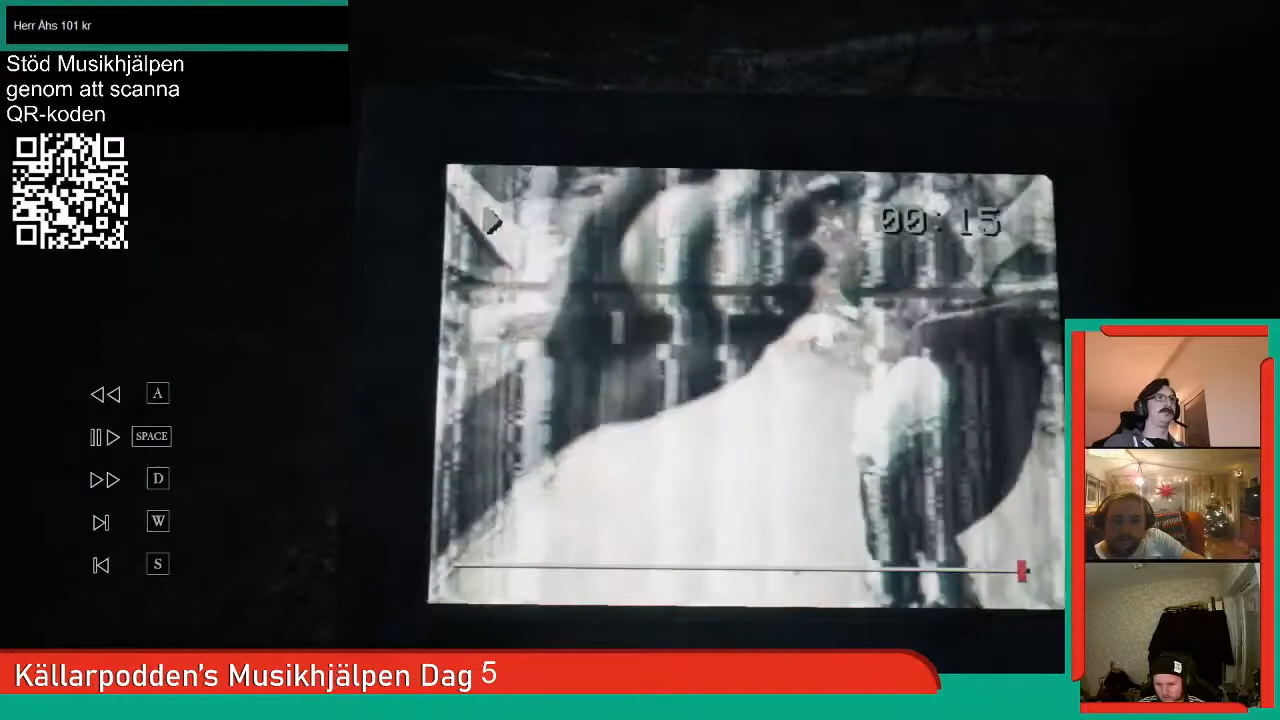 Herr Åhs 101 kr
Stöd Musikhjälpen
genom att scanna
QR-koden
00:15
A
SPACE
D
W
S
Källarpodden's Musikhjälpen Dag 5